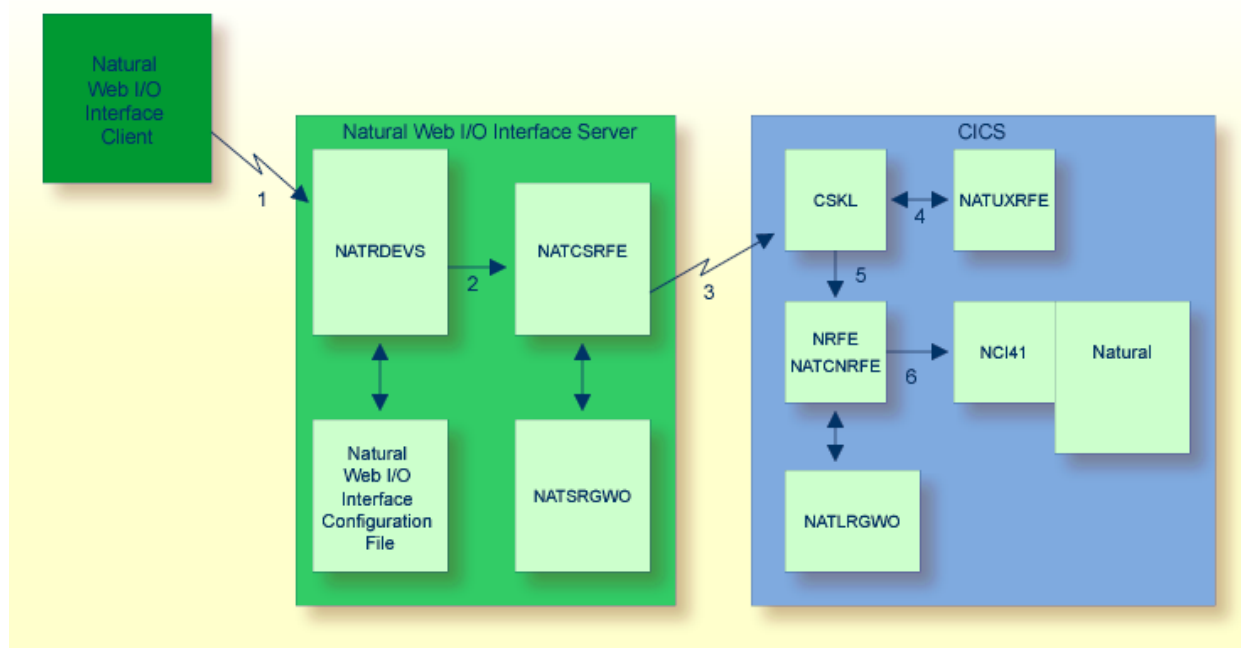 Natural
Web I/O
Interface
Client
1
Natural Web I/O Interface Server
NATRDEVS
2
NATCSRFE
Natural
Web I/O
Interface
Configuration
File
NATSRGWO
3
CICS
CSKL
4
NATUXRFE
5
NRFE
NATCNRFE
6
NCI41
Natural
NATLRGWO